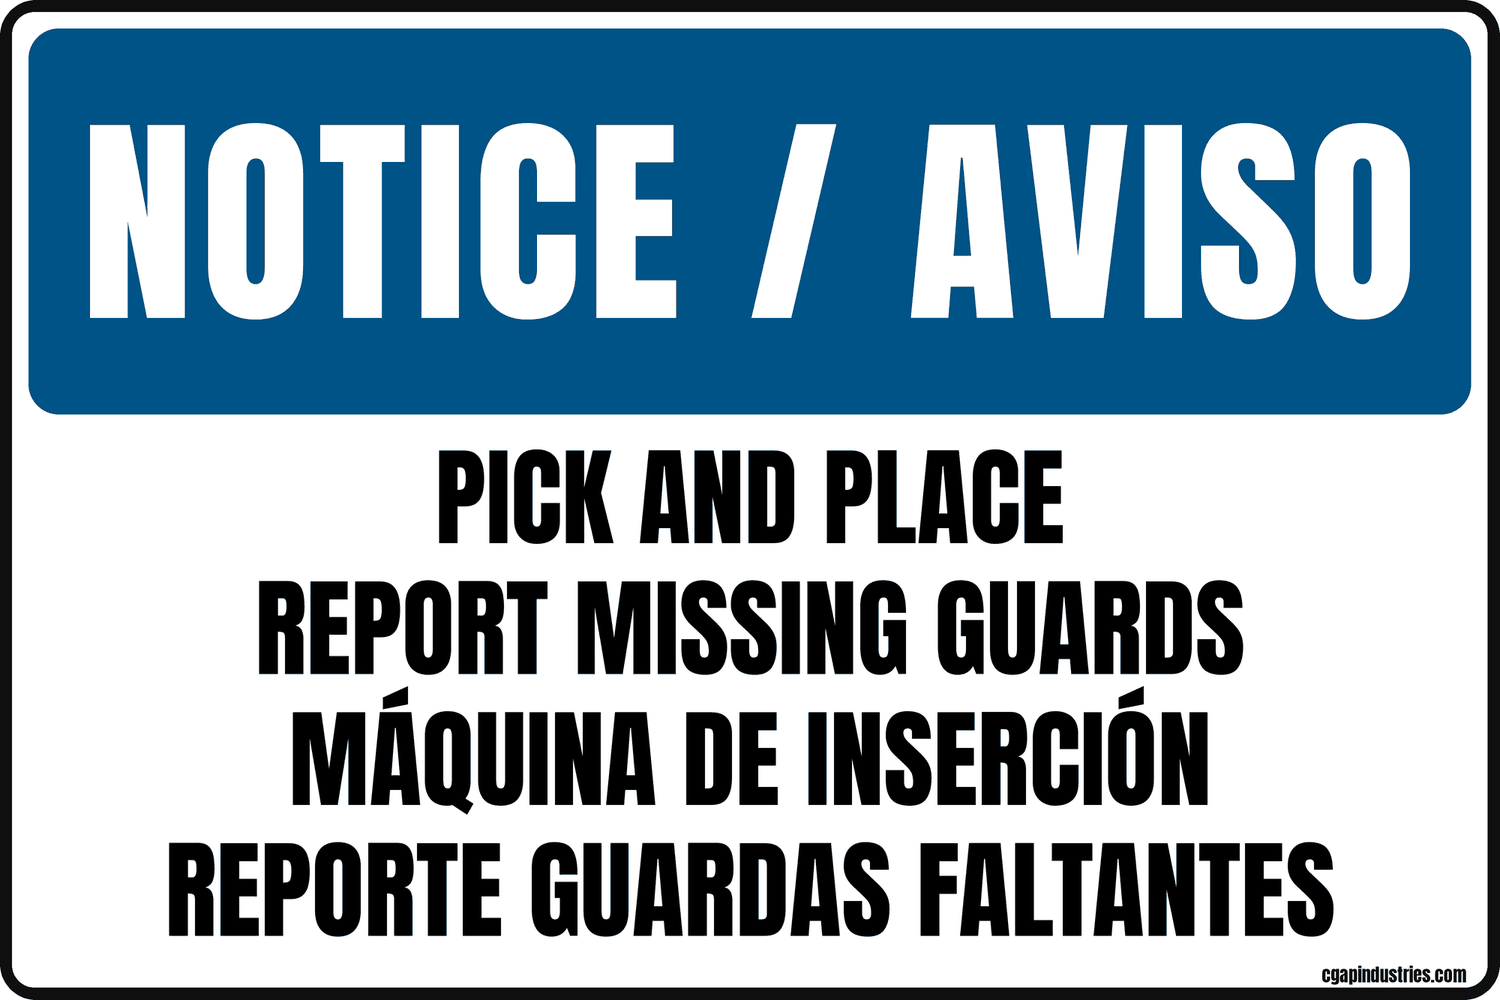 NOTICE / AVISO
PICK AND PLACE
REPORT MISSING GUARDS
MÁQUINA DE INSERCIÓN
REPORTE GUARDAS FALTANTES
cgapindustries.com